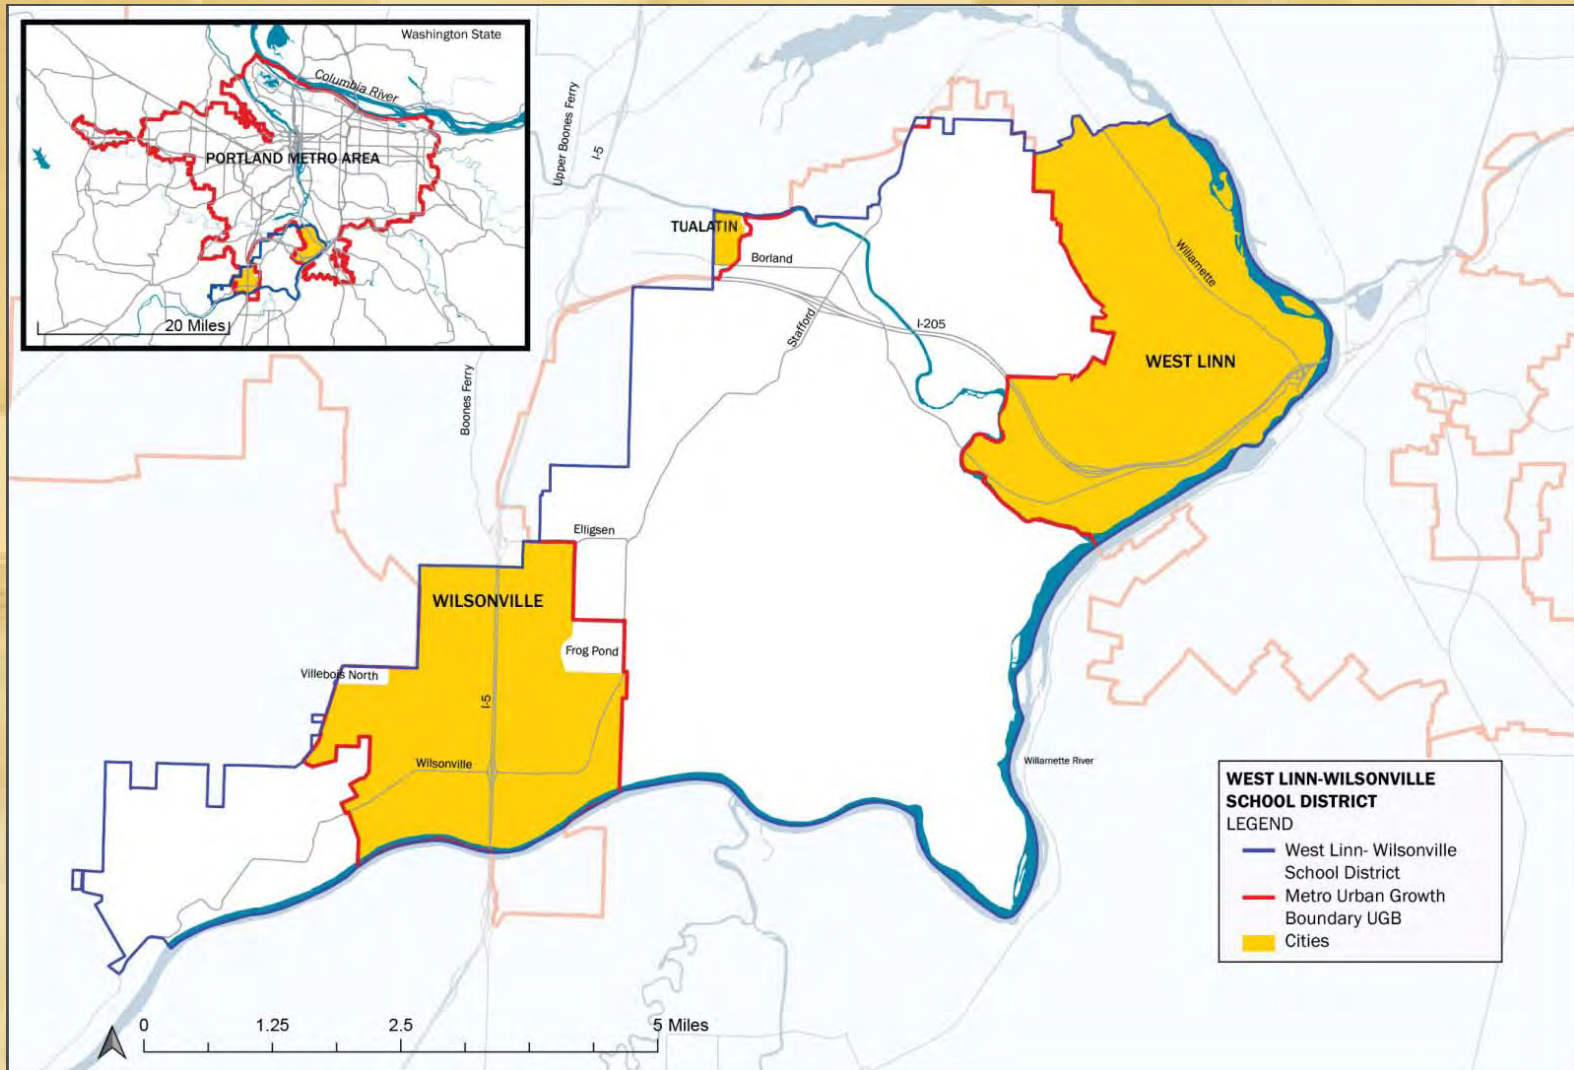 Washington State
Columbia River
PORTLAND METRO AREA
20 Miles
Upper Boones Ferry
I-5
TUALATIN
Borland
Stafford
I-205
Willamette
WEST LINN
Boones Ferry
Elligsen
WILSONVILLE
Frog Pond
Villebois North
I-5
Wilsonville
Willamette River
WEST LINN-WILSONVILLE
SCHOOL DISTRICT
LEGEND
West Linn- Wilsonville
School District
Metro Urban Growth
Boundary UGB
Cities
0 1.25 2.5 5 Miles